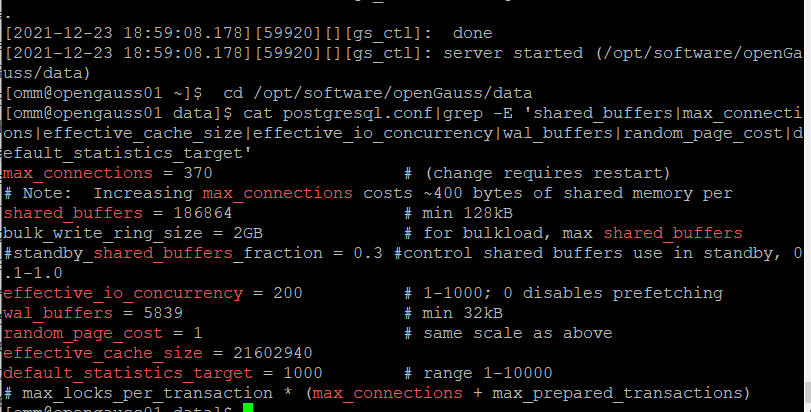 .
[2021-12-23 18:59:08.178][59920][][gs_ctl]:  done
[2021-12-23 18:59:08.178][59920][][gs_ctl]: server started (/opt/software/openGa
uss/data)
[omm@opengauss01 ~]$  cd /opt/software/openGauss/data
[omm@opengauss01 data]$ cat postgresql.conf|grep -E 'shared_buffers|max_connecti
ons|effective_cache_size|effective_io_concurrency|wal_buffers|random_page_cost|d
efault_statistics_target'
max_connections = 370                   # (change requires restart)
# Note:  Increasing max_connections costs ~400 bytes of shared memory per
shared_buffers = 186864                 # min 128kB
bulk_write_ring_size = 2GB              # for bulkload, max shared_buffers
#standby_shared_buffers_fraction = 0.3 #control shared buffers use in standby, 0
.1-1.0
effective_io_concurrency = 200          # 1-1000; 0 disables prefetching
wal_buffers = 5839                      # min 32kB
random_page_cost = 1                    # same scale as above
effective_cache_size = 21602940
default_statistics_target = 1000        # range 1-10000
# max_locks_per_transaction * (max_connections + max_prepared_transactions)
[omm@opengauss01 data]$